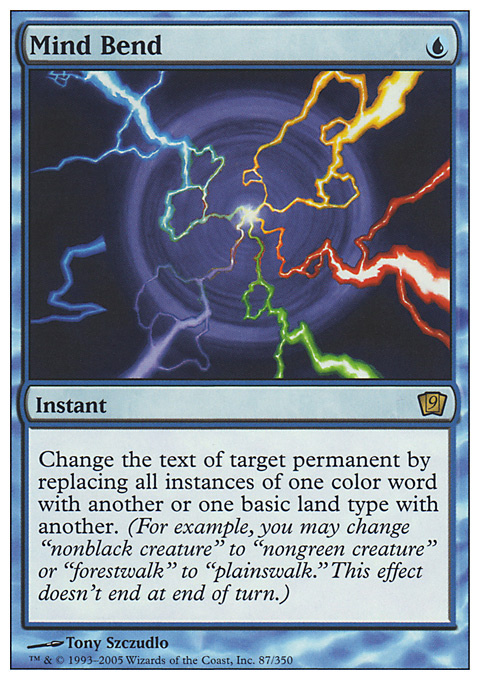 Mind Bend
9
Instant
Change the text of target permanent by
replacing all instances of one color word
with another or one basic land type with
another. (For example, you may change
“nonblack creature” to “nongreen creature”
or “forestwalk” to “plainswalk.” This effect
doesn’t end at end of turn.)
Tony Szczudlo
™ & © 1993–2005 Wizards of the Coast, Inc. 87/350